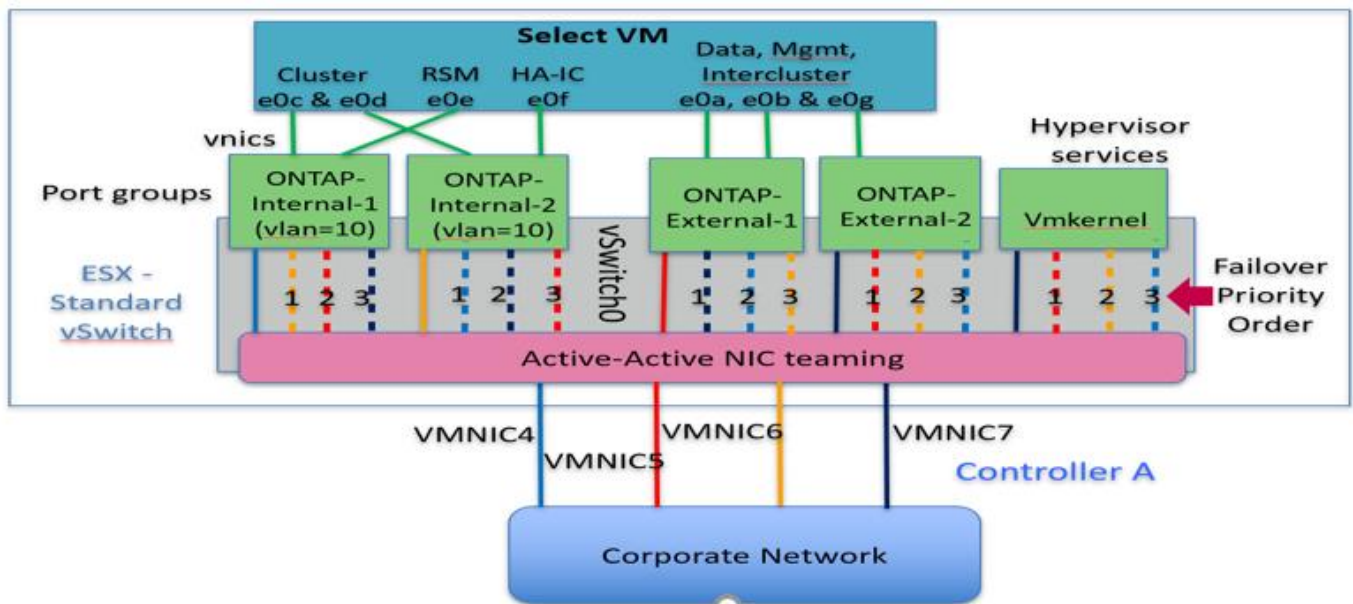 Select VM
Cluster
e0c & e0d
RSM
e0e
HA-IC
e0f
Data, Mgmt,
Intercluster
e0a, e0b & e0g
vnics
Hypervisor
services
Port groups
ONTAP-
Internal-1
(vlan=10)
ONTAP-
Internal-2
(vlan=10)
ONTAP-
External-1
ONTAP-
External-2
Vmkernel
vSwitch0
ESX -
Standard
vSwitch
1 2 3
1 2 3
1 2 3
1 2 3
1 2 3
Failover
Priority
Order
Active-Active NIC teaming
VMNIC4
VMNIC5
VMNIC6
VMNIC7
Controller A
Corporate Network